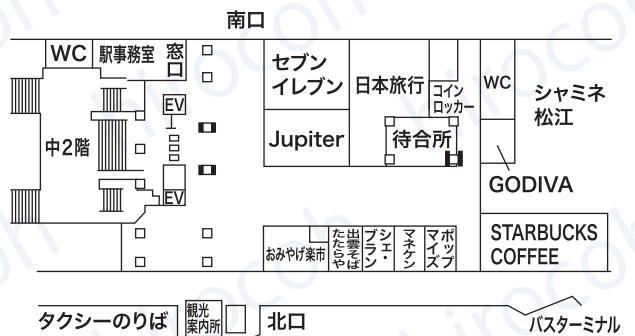 南口
WC
駅事務室
窓口
EV
中2階
EV
セブン
イレブン
日本旅行
コイン
ロッカー
Jupiter
待合所
WC
シャミネ
松江
GODIVA
おみやげ楽市
出雲そば
たたらや
シェ・
ブラン
マネケン
ポップ
マイズ
STARBUCKS
COFFEE
タクシーのりば
観光
案内所
北口
バスターミナル
hirocoh